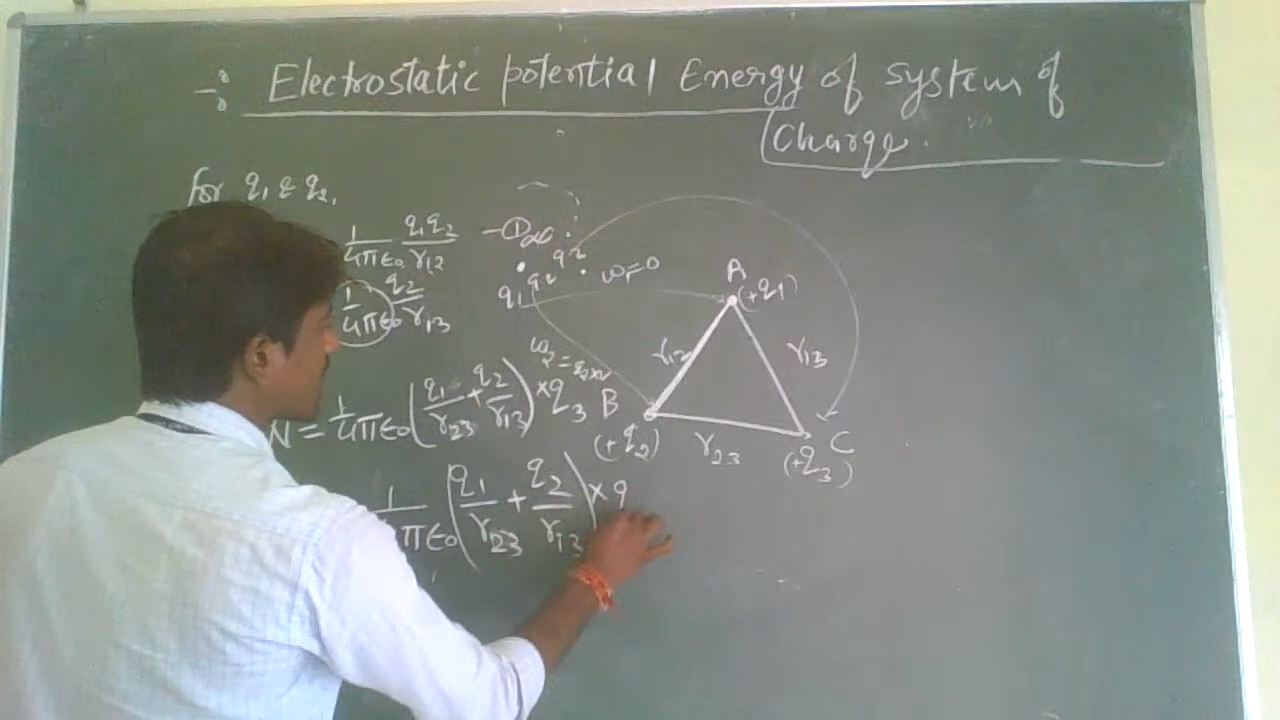 ÷ Electrostatic potential Energy of system of
Charge.
for q₁ & q₂,
1/4πϵ₀ q₁q₂/r₁₂ —①
1/4πϵ₀ q₂/r₁₃
W = 1/4πϵ₀ (q₁/r₂₃ + q₂/r₁₃) × q₃
1/4πϵ₀ (q₁/r₂₃ + q₂/r₁₃) × q
∞
q₂
q₁ q₂
w₁=0
w₂ =
A
(+q₁)
r₁₂
r₁₃
B
(+q₂)
r₂₃
C
(+q₃)